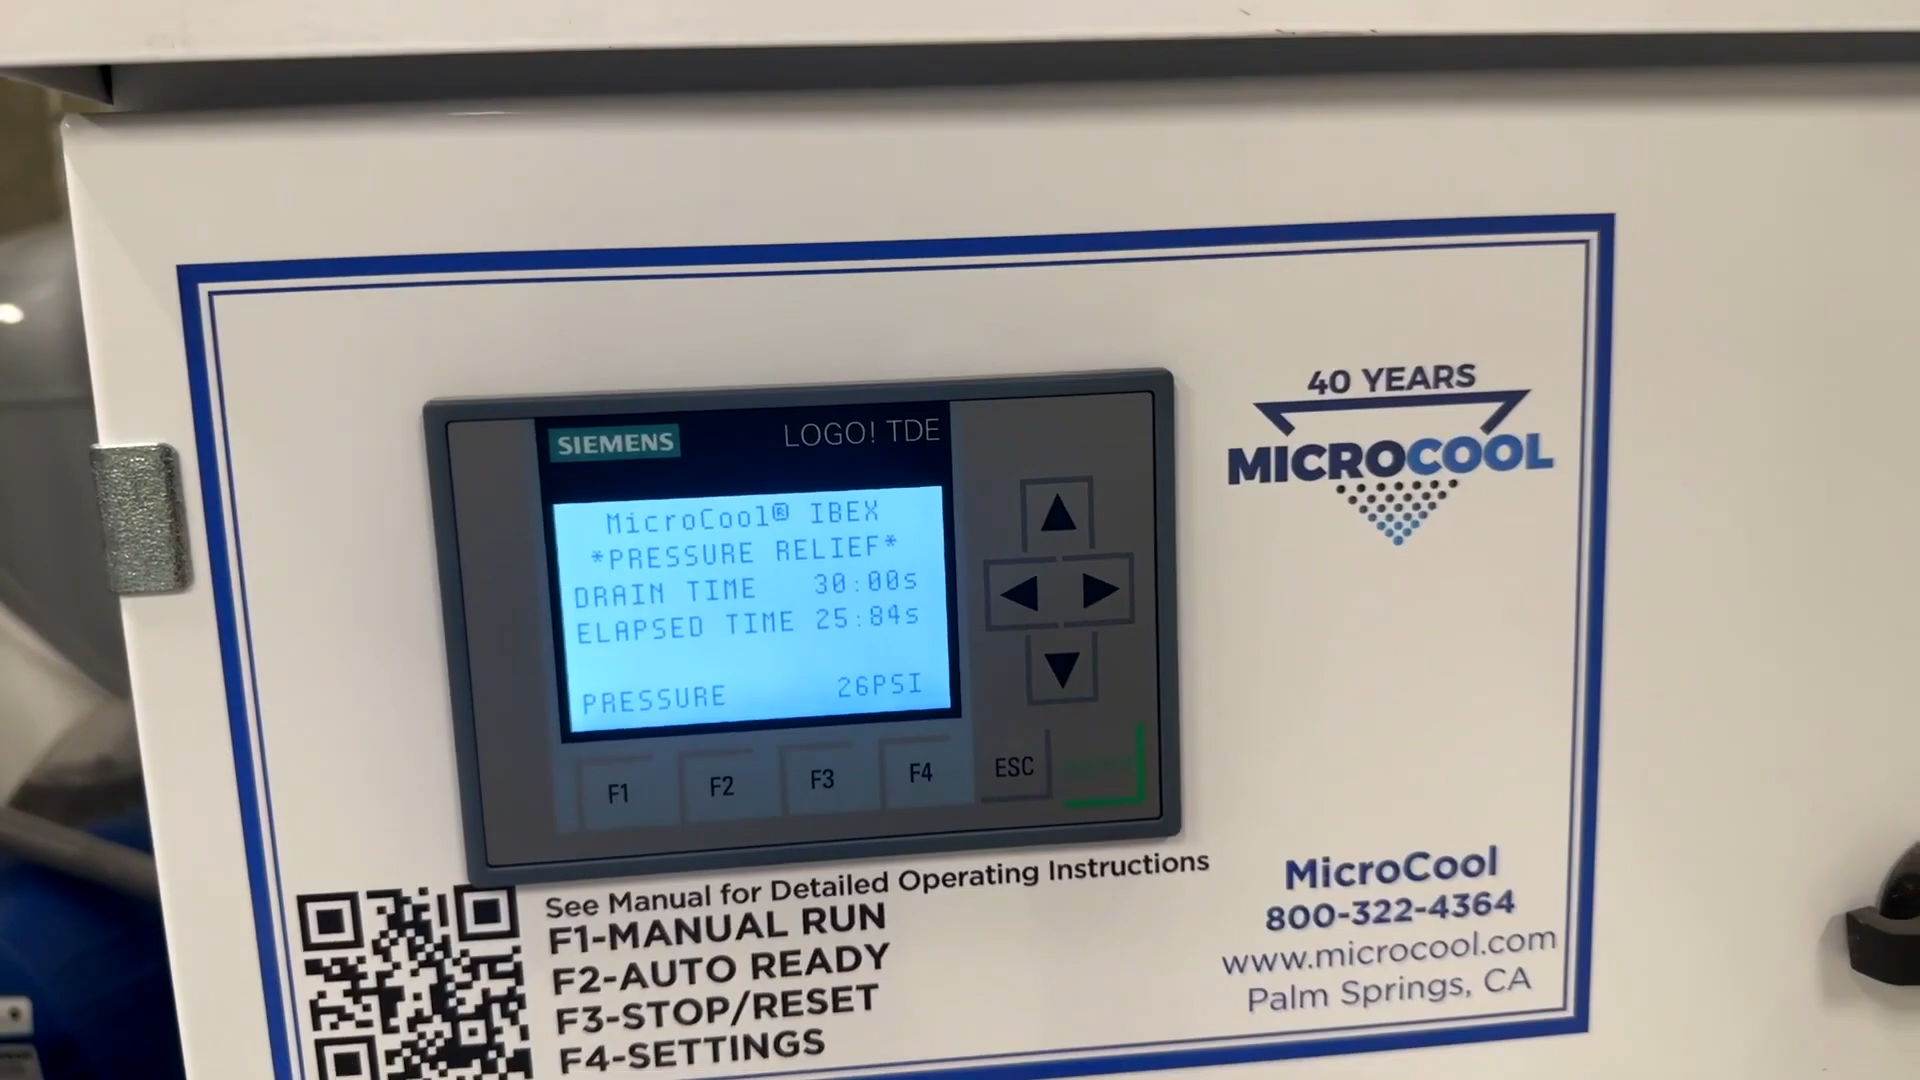 SIEMENS
LOGO! TDE
MicroCool® IBEX
*PRESSURE RELIEF*
DRAIN TIME 30:00s
ELAPSED TIME 25:84s
PRESSURE 26PSI
F1
F2
F3
F4
ESC
40 YEARS
MICROCOOL
See Manual for Detailed Operating Instructions
F1-MANUAL RUN
F2-AUTO READY
F3-STOP/RESET
F4-SETTINGS
MicroCool
800-322-4364
www.microcool.com
Palm Springs, CA